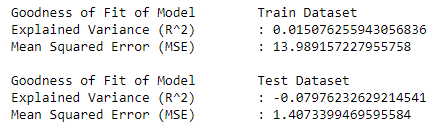 Goodness of Fit of Model Train Dataset
Explained Variance (R^2) : 0.015076255943056836
Mean Squared Error (MSE) : 13.989157227955758
Goodness of Fit of Model Test Dataset
Explained Variance (R^2) : -0.07976232629214541
Mean Squared Error (MSE) : 1.4073399469595584